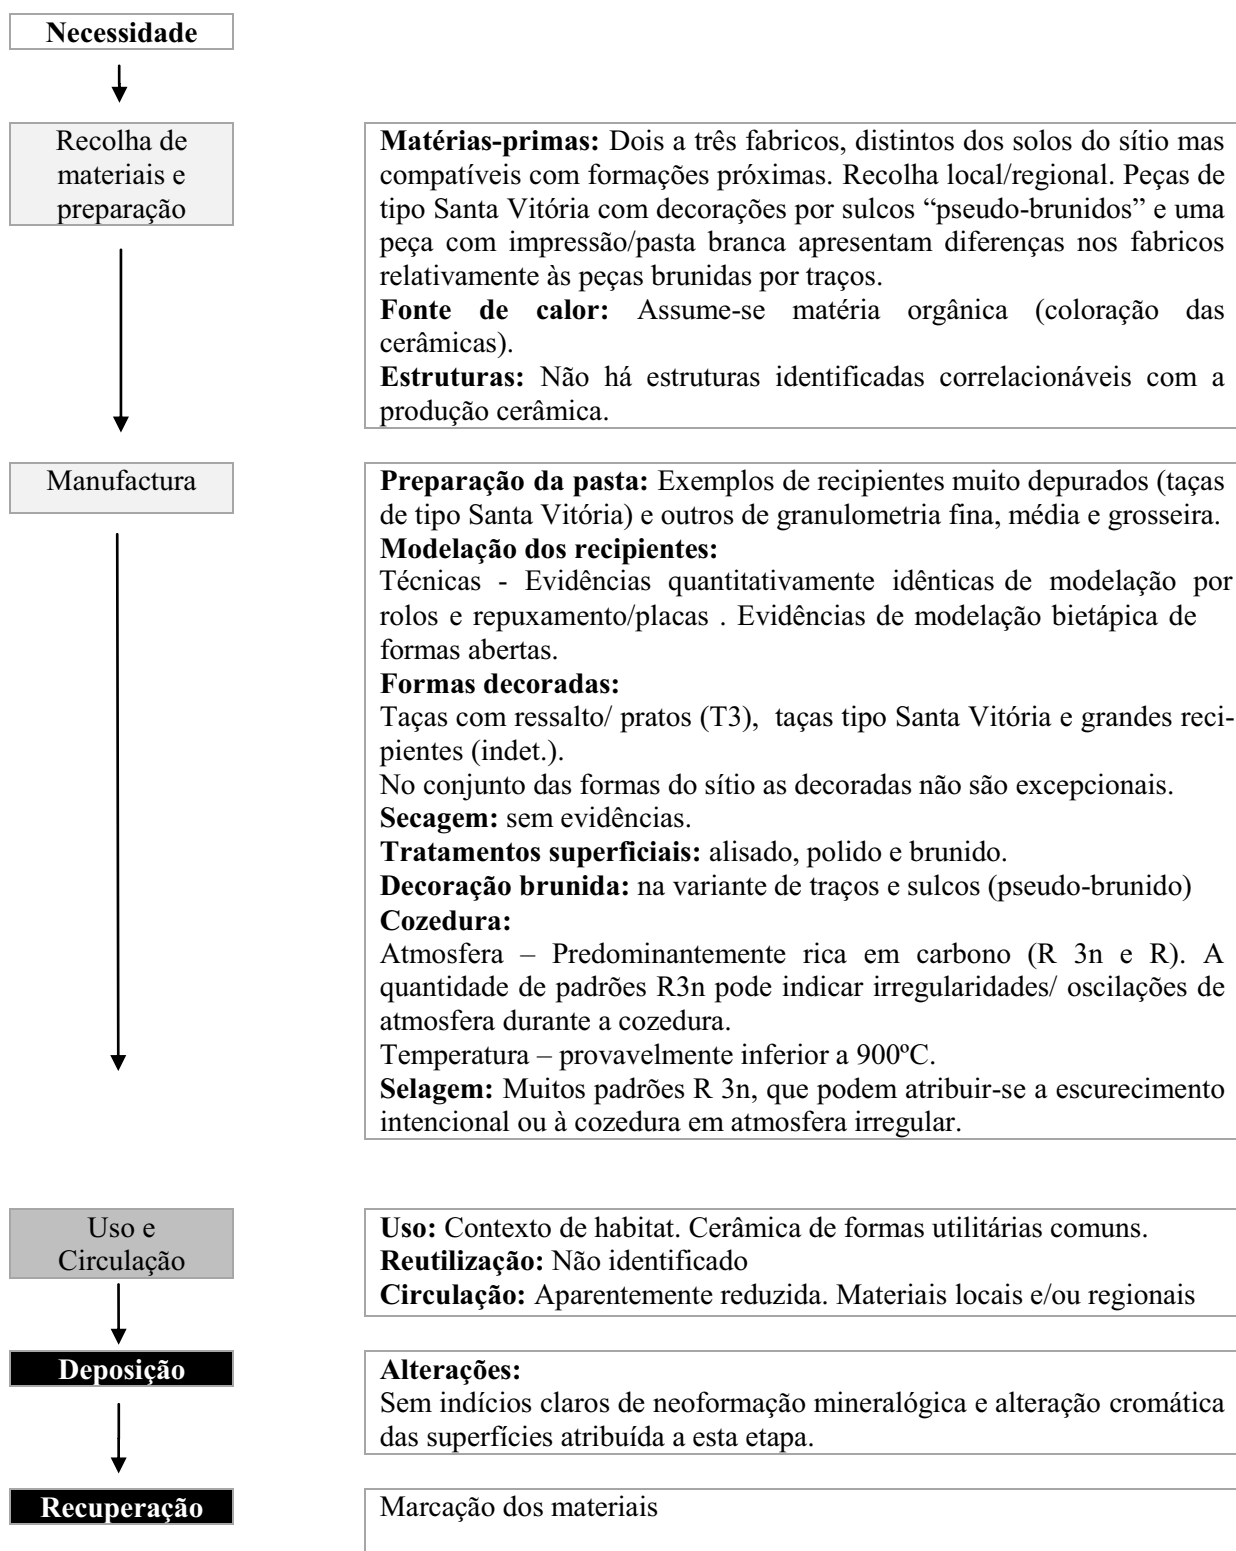 Necessidade
Recolha de
materiais e
preparação
Matérias-primas: Dois a três fabricos, distintos dos solos do sítio mas
compatíveis com formações próximas. Recolha local/regional. Peças de
tipo Santa Vitória com decorações por sulcos “pseudo-brunidos” e uma
peça com impressão/pasta branca apresentam diferenças nos fabricos
relativamente às peças brunidas por traços.
Fonte de calor: Assume-se matéria orgânica (coloração das
cerâmicas).
Estruturas: Não há estruturas identificadas correlacionáveis com a
produção cerâmica.
Manufactura
Preparação da pasta: Exemplos de recipientes muito depurados (taças
de tipo Santa Vitória) e outros de granulometria fina, média e grosseira.
Modelação dos recipientes:
Técnicas - Evidências quantitativamente idênticas de modelação por
rolos e repuxamento/placas . Evidências de modelação bietápica de
formas abertas.
Formas decoradas:
Taças com ressalto/ pratos (T3), taças tipo Santa Vitória e grandes reci-
pientes (indet.).
No conjunto das formas do sítio as decoradas não são excepcionais.
Secagem: sem evidências.
Tratamentos superficiais: alisado, polido e brunido.
Decoração brunida: na variante de traços e sulcos (pseudo-brunido)
Cozedura:
Atmosfera – Predominantemente rica em carbono (R 3n e R). A
quantidade de padrões R3n pode indicar irregularidades/ oscilações de
atmosfera durante a cozedura.
Temperatura – provavelmente inferior a 900ºC.
Selagem: Muitos padrões R 3n, que podem atribuir-se a escurecimento
intencional ou à cozedura em atmosfera irregular.
Uso e
Circulação
Uso: Contexto de habitat. Cerâmica de formas utilitárias comuns.
Reutilização: Não identificado
Circulação: Aparentemente reduzida. Materiais locais e/ou regionais
Deposição
Alterações:
Sem indícios claros de neoformação mineralógica e alteração cromática
das superfícies atribuída a esta etapa.
Recuperação
Marcação dos materiais